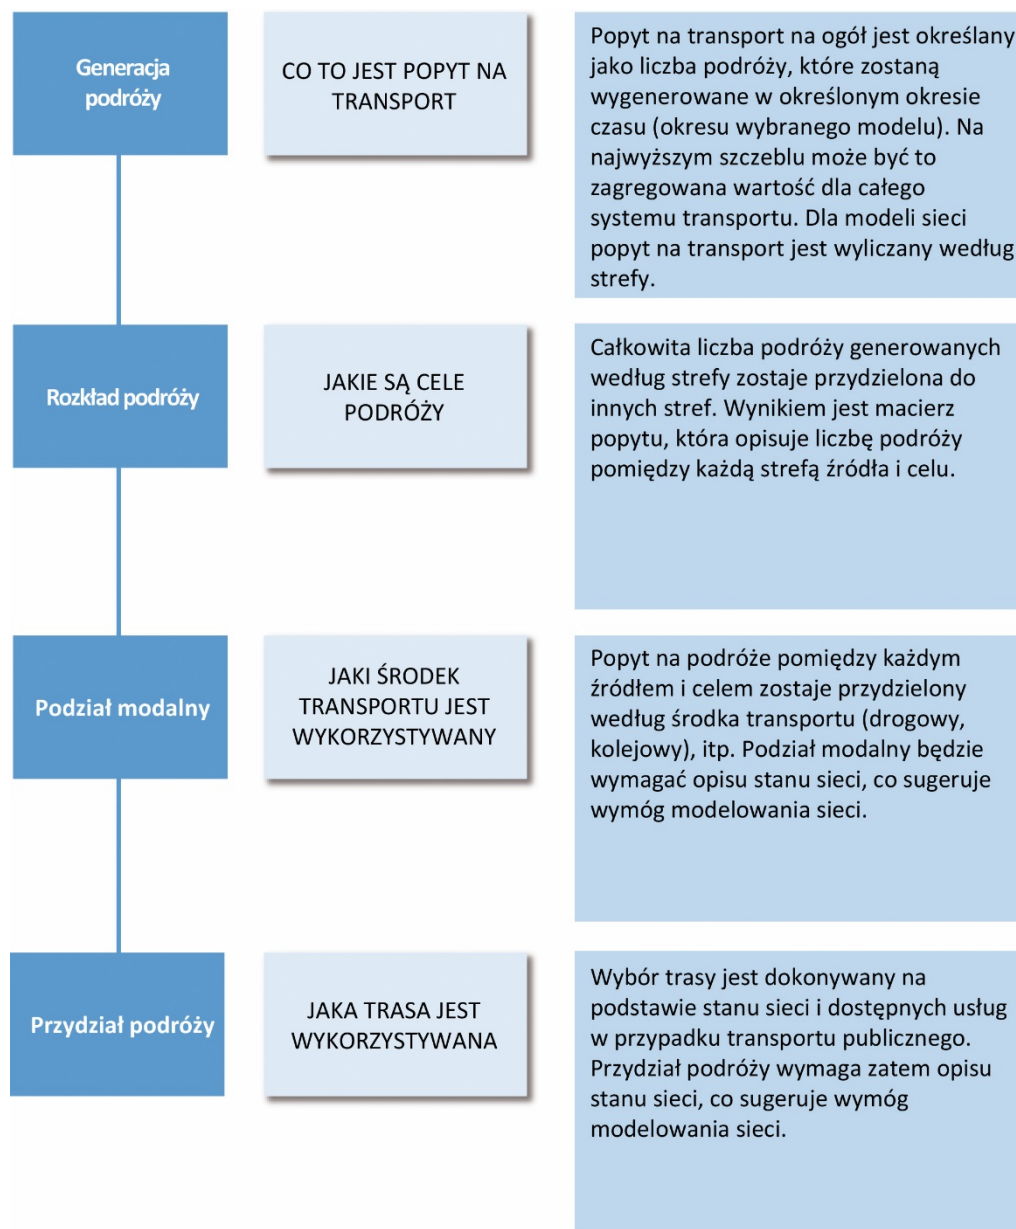 Generacja
podróży
CO TO JEST POPYT NA
TRANSPORT
Popyt na transport na ogół jest określany
jako liczba podróży, które zostaną
wygenerowane w określonym okresie
czasu (okresu wybranego modelu). Na
najwyższym szczeblu może być to
zagregowana wartość dla całego
systemu transportu. Dla modeli sieci
popyt na transport jest wyliczany według
strefy.
Rozkład podróży
JAKIE SĄ CELE
PODRÓŻY
Całkowita liczba podróży generowanych
według strefy zostaje przydzielona do
innych stref. Wynikiem jest macierz
popytu, która opisuje liczbę podróży
pomiędzy każdą strefą źródła i celu.
Podział modalny
JAKI ŚRODEK
TRANSPORTU JEST
WYKORZYSTYWANY
Popyt na podróże pomiędzy każdym
źródłem i celem zostaje przydzielony
według środka transportu (drogowy,
kolejowy), itp. Podział modalny będzie
wymagać opisu stanu sieci, co sugeruje
wymóg modelowania sieci.
Przydział podróży
JAKA TRASA JEST
WYKORZYSTYWANA
Wybór trasy jest dokonywany na
podstawie stanu sieci i dostępnych usług
w przypadku transportu publicznego.
Przydział podróży wymaga zatem opisu
stanu sieci, co sugeruje wymóg
modelowania sieci.